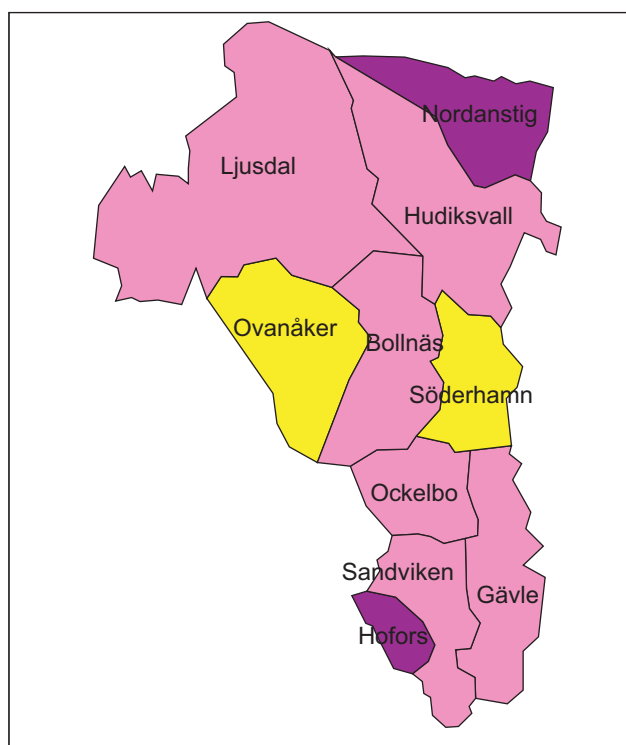 Nordanstig
Ljusdal
Hudiksvall
Ovanåker
Bollnäs
Söderhamn
Ockelbo
Sandviken
Gävle
Hofors